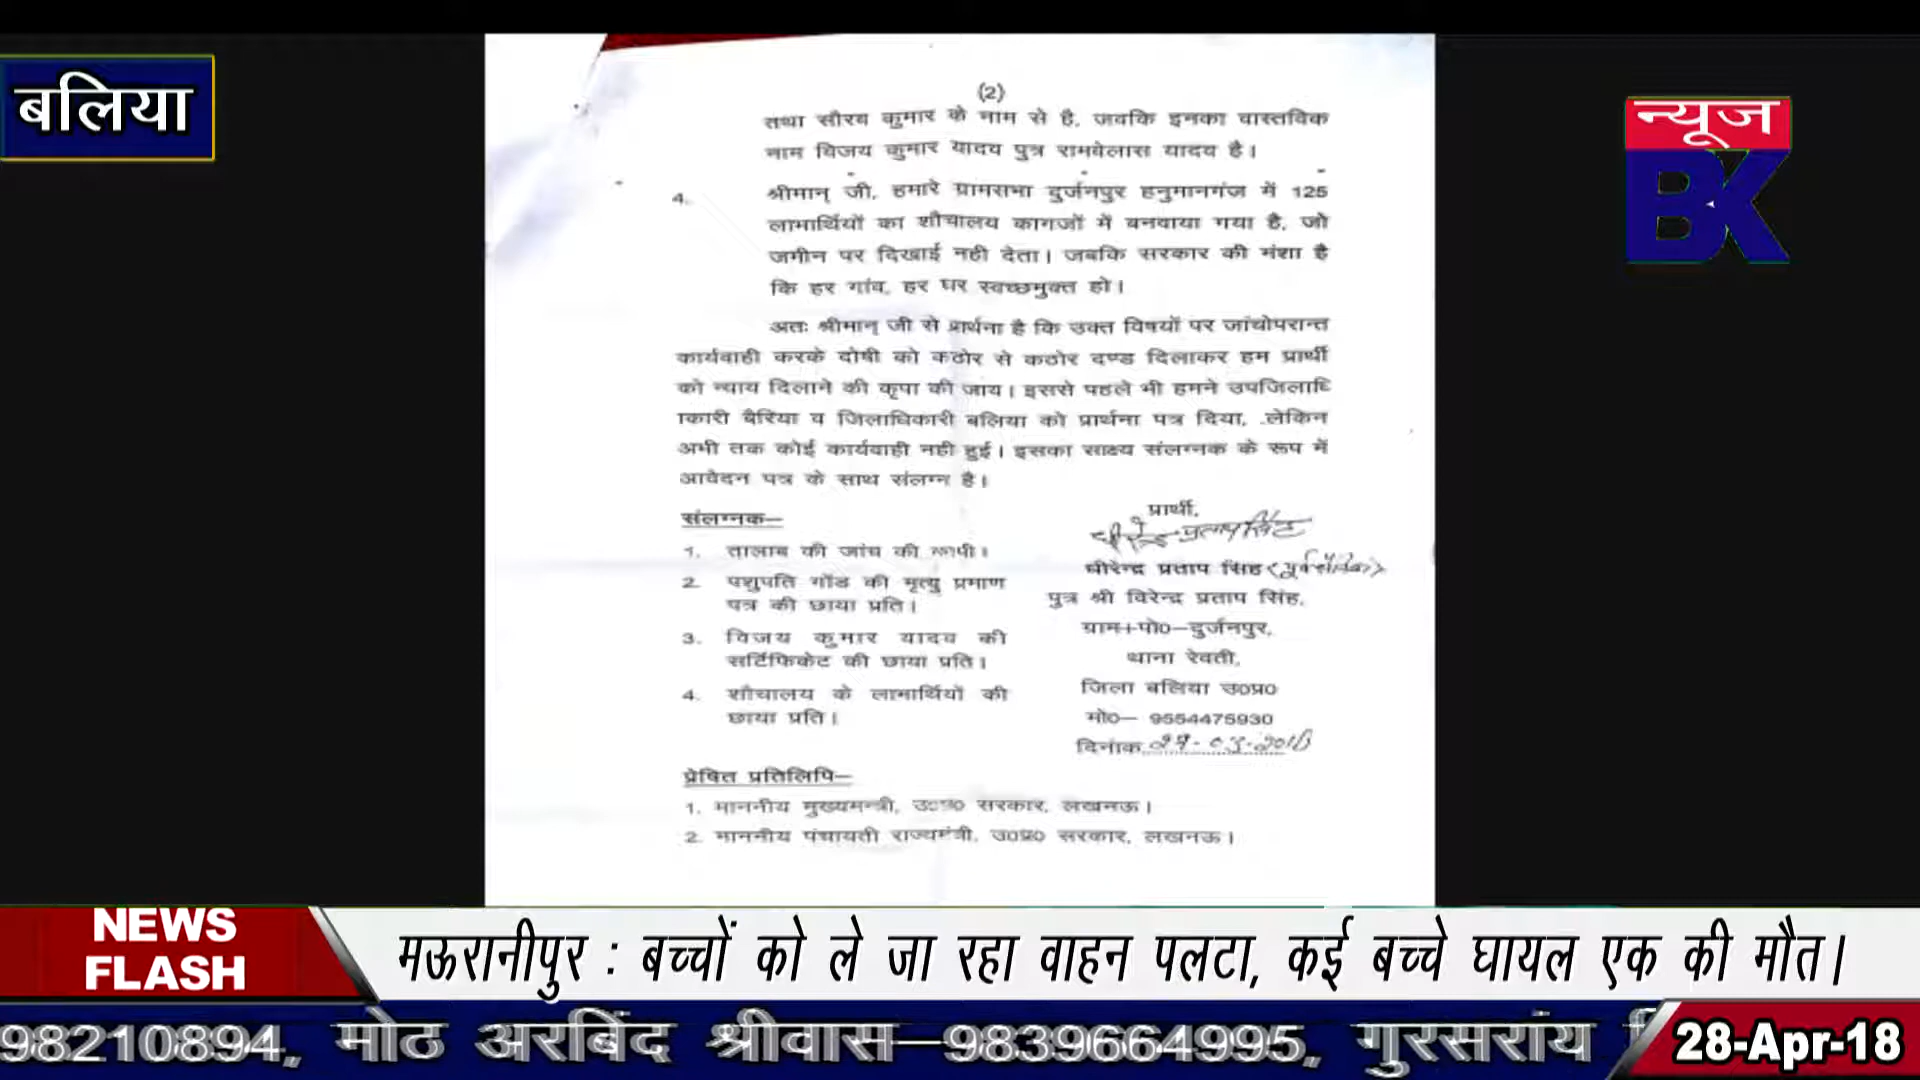 बलिया
न्यूज
BK
(2)
तथा सौरव कुमार के नाम से है, जबकि इनका वास्तविक
नाम विजय कुमार यादव पुत्र रामबेलास यादव है।
4. श्रीमान् जी, हमारे ग्रामसभा दुर्जनपुर हनुमानगंज में 125
लाभार्थियों का शौचालय कागजों में बनवाया गया है, जो
जमीन पर दिखाई नही देता। जबकि सरकार की मंशा है
कि हर गांव, हर घर स्वच्छमुक्त हो।
अतः श्रीमान् जी से प्रार्थना है कि उक्त विषयों पर जांचोपरान्त
कार्यवाही करके दोषी को कठोर से कठोर दण्ड दिलाकर हम प्रार्थी
को न्याय दिलाने की कृपा की जाय। इससे पहले भी हमने उपजिलाधि
कारी बैरिया व जिलाधिकारी बलिया को प्रार्थना पत्र दिया, लेकिन
अभी तक कोई कार्यवाही नही हुई। इसका साक्ष्य संलग्नक के रूप में
आवेदन पत्र के साथ संलग्न है।
संलग्नक–
1. तालाब की जांच की कापी।
2. पशुपति गोंड की मृत्यु प्रमाण
पत्र की छाया प्रति।
3. विजय कुमार यादव की
सर्टिफिकेट की छाया प्रति।
4. शौचालय के लाभार्थियों की
छाया प्रति।
प्रार्थी,
धीरेन्द्र प्रताप सिंह
पुत्र श्री विरेन्द्र प्रताप सिंह,
ग्राम+पो0–दुर्जनपुर,
थाना रेवती,
जिला बलिया उ0प्र0
मो0– 9554475930
दिनांक 27.03.2018
प्रेषित प्रतिलिपि–
1. माननीय मुख्यमन्त्री, उ0प्र0 सरकार, लखनऊ।
2. माननीय पंचायती राज्यमंत्री, उ0प्र0 सरकार, लखनऊ।
NEWS
FLASH
मऊरानीपुर : बच्चों को ले जा रहा वाहन पलटा, कई बच्चे घायल एक की मौत।
98210894, मोठ अरबिंद श्रीवास–9839664995, गुरसरांय
28-Apr-18